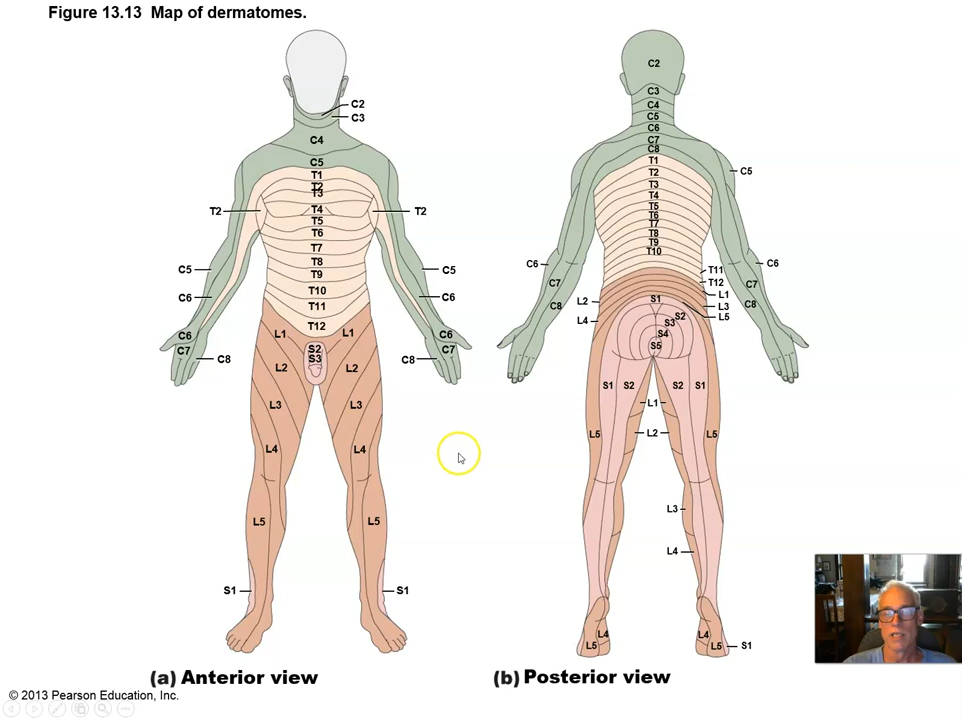 Figure 13.13 Map of dermatomes.
C2
C3
C4
C5
T1
T2
T3
T2
T4
T2
T5
T6
T7
T8
C5
T9
C5
C6
T10
C6
T11
T12
C6
L1
L1
C6
C7
C8
S2
C8
C7
S3
L2
L2
L3
L3
L4
L4
L5
L5
S1
S1
(a) Anterior view
C2
C3
C4
C5
C6
C7
C8
T1
T2
C5
T3
T4
T5
T6
T7
T8
T9
T10
C6
C6
T11
C7
T12
C7
L1
C8
L2
S1
L3
C8
L4
S2
L5
S3
S4
S5
S1
S2
S2
S1
L1
L5
L2
L5
L3
L4
L4
L5
L4
L5
S1
(b) Posterior view
© 2013 Pearson Education, Inc.